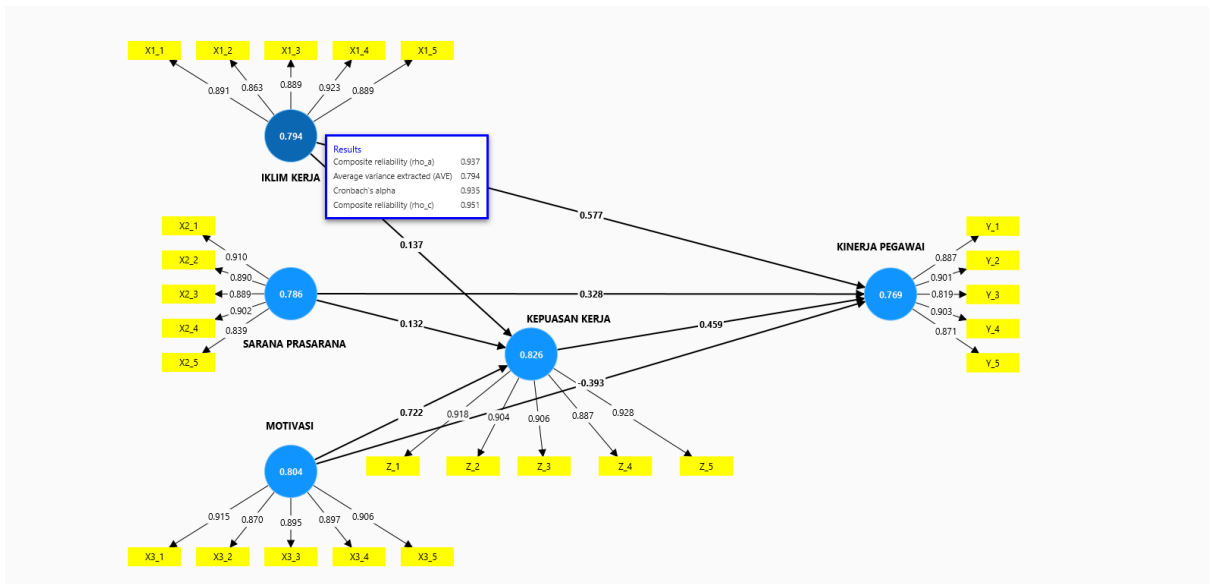 X1_1 X1_2 X1_3 X1_4 X1_5
0.891 0.863 0.889 0.923 0.889
0.794
IKLIM KERJA
Results
Composite reliability (rho_a) 0.937
Average variance extracted (AVE) 0.794
Cronbach's alpha 0.935
Composite reliability (rho_c) 0.951
0.577
0.137
X2_1
X2_2
X2_3
X2_4
X2_5
0.910
0.890
0.889
0.902
0.839
0.786
SARANA PRASARANA
0.328
0.132
KEPUASAN KERJA
0.826
0.459
-0.393
0.722
KINERJA PEGAWAI
0.769
0.887
0.901
0.819
0.903
0.871
Y_1
Y_2
Y_3
Y_4
Y_5
0.918 0.904 0.906 0.887 0.928
Z_1 Z_2 Z_3 Z_4 Z_5
MOTIVASI
0.804
0.915 0.870 0.895 0.897 0.906
X3_1 X3_2 X3_3 X3_4 X3_5